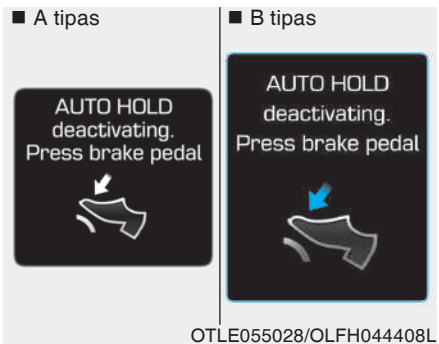 ■ A tipas
■ B tipas
AUTO HOLD
deactivating.
Press brake pedal
AUTO HOLD
deactivating.
Press brake pedal
OTLE055028/OLFH044408L